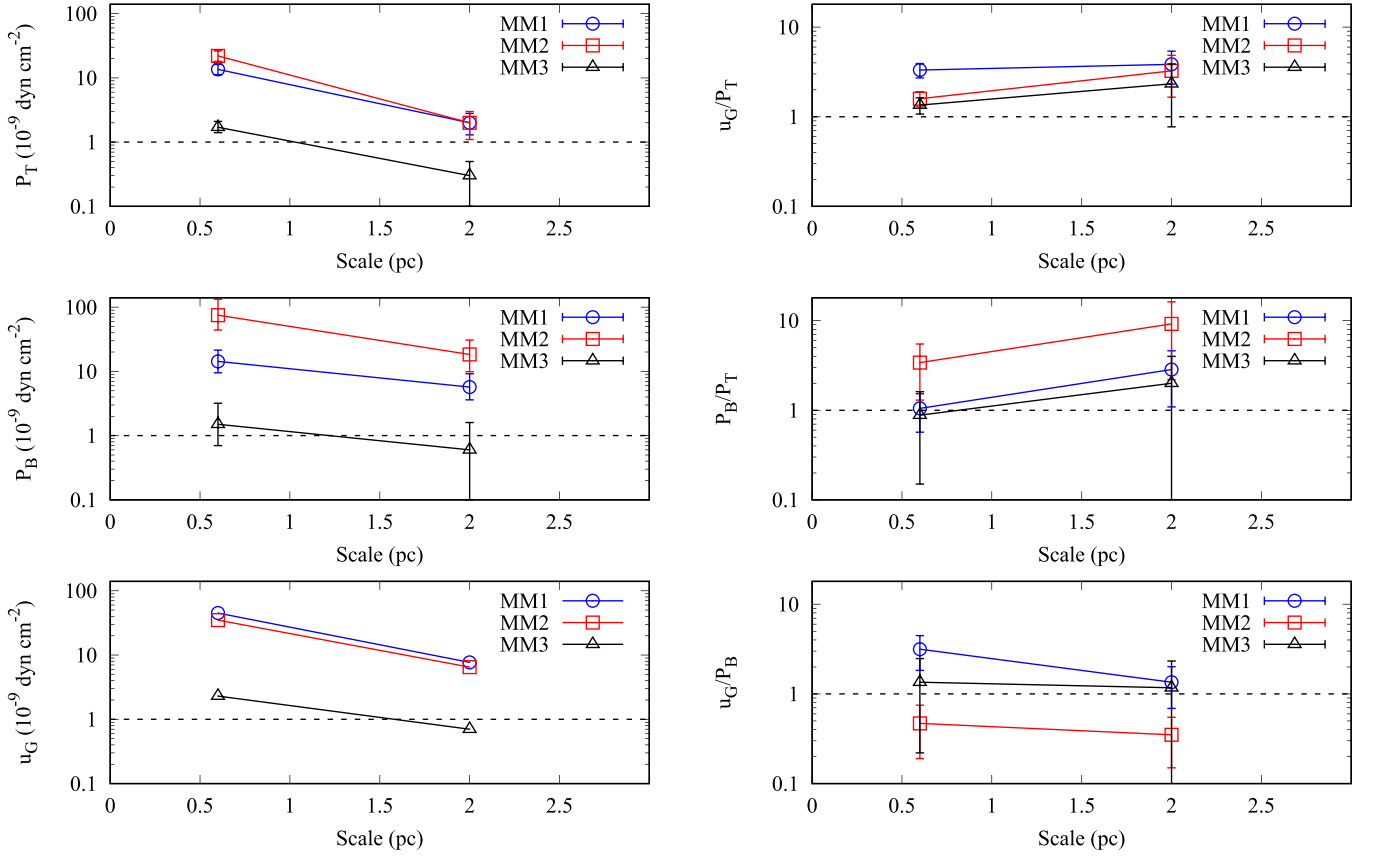 P_T (10^-9 dyn cm^-2)
100
10
1
0.1
0 0.5 1 1.5 2 2.5
Scale (pc)
MM1
MM2
MM3
u_G/P_T
10
1
0.1
0 0.5 1 1.5 2 2.5
Scale (pc)
MM1
MM2
MM3
P_B (10^-9 dyn cm^-2)
100
10
1
0.1
0 0.5 1 1.5 2 2.5
Scale (pc)
MM1
MM2
MM3
P_B/P_T
10
1
0.1
0 0.5 1 1.5 2 2.5
Scale (pc)
MM1
MM2
MM3
u_G (10^-9 dyn cm^-2)
100
10
1
0.1
0 0.5 1 1.5 2 2.5
Scale (pc)
MM1
MM2
MM3
u_G/P_B
10
1
0.1
0 0.5 1 1.5 2 2.5
Scale (pc)
MM1
MM2
MM3